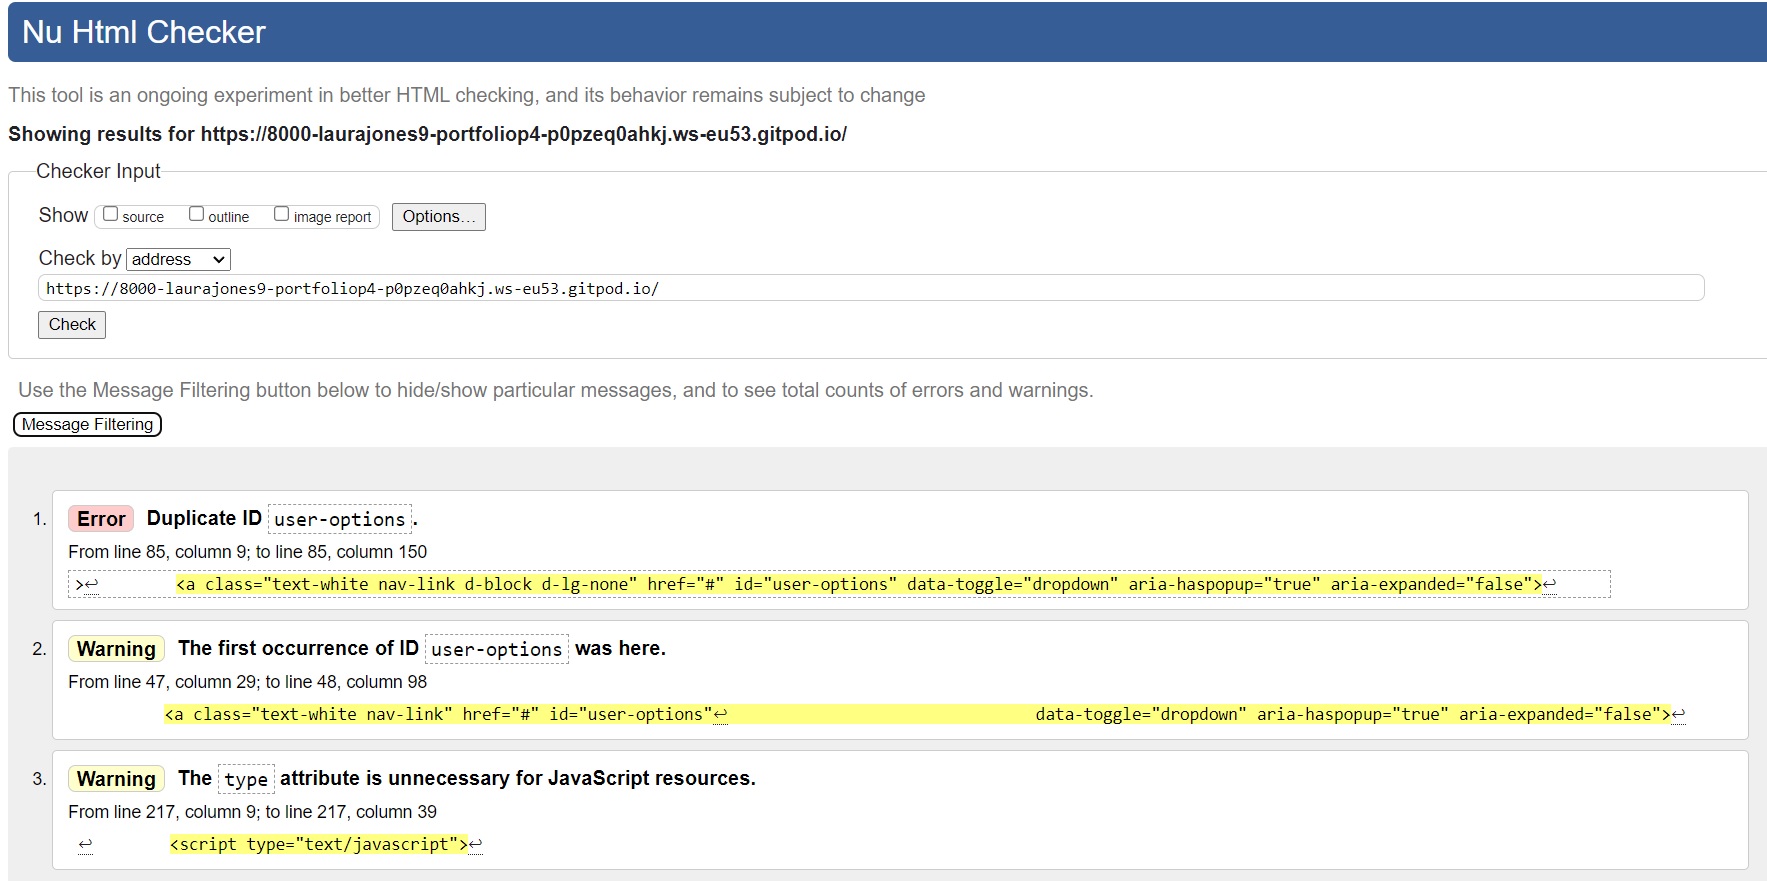 Nu Html Checker
This tool is an ongoing experiment in better HTML checking, and its behavior remains subject to change
Showing results for https://8000-laurajones9-portfoliop4-p0pzeq0ahkj.ws-eu53.gitpod.io/
Checker Input
Show source outline image report Options...
Check by address
https://8000-laurajones9-portfoliop4-p0pzeq0ahkj.ws-eu53.gitpod.io/
Check
Use the Message Filtering button below to hide/show particular messages, and to see total counts of errors and warnings.
Message Filtering
1. Error Duplicate ID user-options.
From line 85, column 9; to line 85, column 150
>↩ <a class="text-white nav-link d-block d-lg-none" href="#" id="user-options" data-toggle="dropdown" aria-haspopup="true" aria-expanded="false">↩
2. Warning The first occurrence of ID user-options was here.
From line 47, column 29; to line 48, column 98
<a class="text-white nav-link" href="#" id="user-options"↩ data-toggle="dropdown" aria-haspopup="true" aria-expanded="false">↩
3. Warning The type attribute is unnecessary for JavaScript resources.
From line 217, column 9; to line 217, column 39
↩ <script type="text/javascript">↩